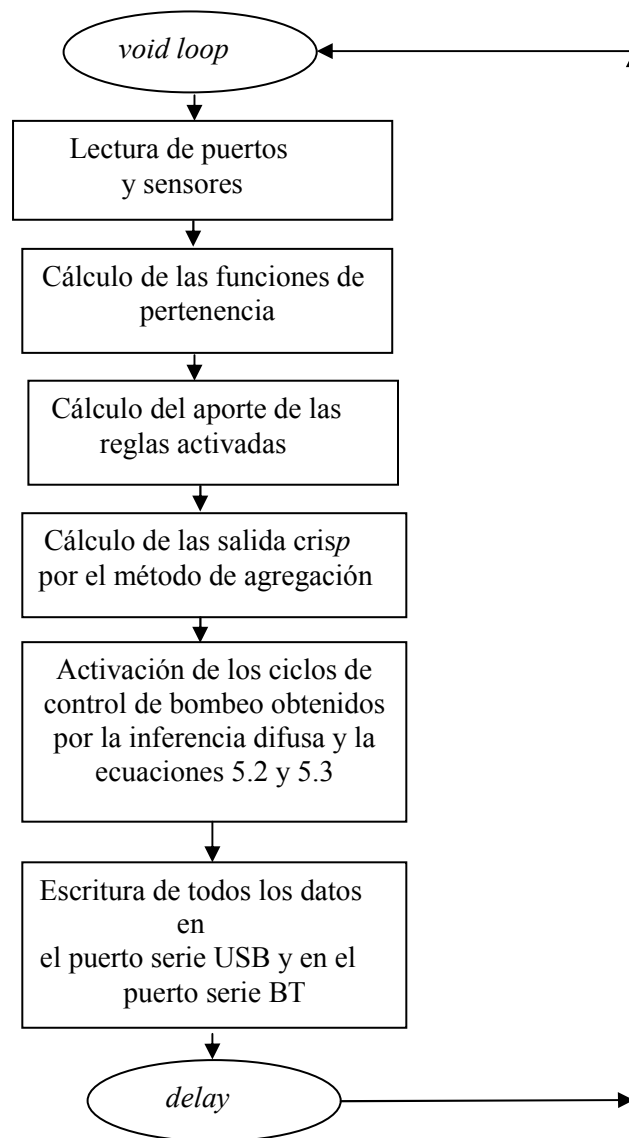 void loop
Lectura de puertos
y sensores
Cálculo de las funciones de
pertenencia
Cálculo del aporte de las
reglas activadas
Cálculo de las salida crisp
por el método de agregación
Activación de los ciclos de
control de bombeo obtenidos
por la inferencia difusa y la
ecuaciones 5.2 y 5.3
Escritura de todos los datos
en
el puerto serie USB y en el
puerto serie BT
delay